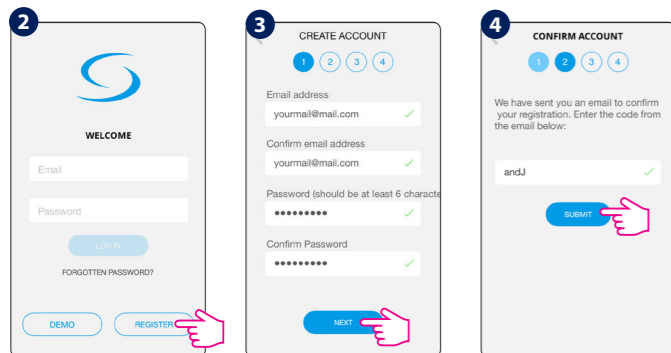 2
WELCOME
Email
Password
LOG IN
FORGOTTEN PASSWORD?
DEMO
REGISTER
3
CREATE ACCOUNT
1 2 3 4
Email address
yourmail@mail.com
Confirm email address
yourmail@mail.com
Password (should be at least 6 characte
●●●●●●●●●
Confirm Password
●●●●●●●●●
NEXT
4
CONFIRM ACCOUNT
1 2 3 4
We have sent you an email to confirm
your registration. Enter the code from
the email below:
andJ
SUBMIT